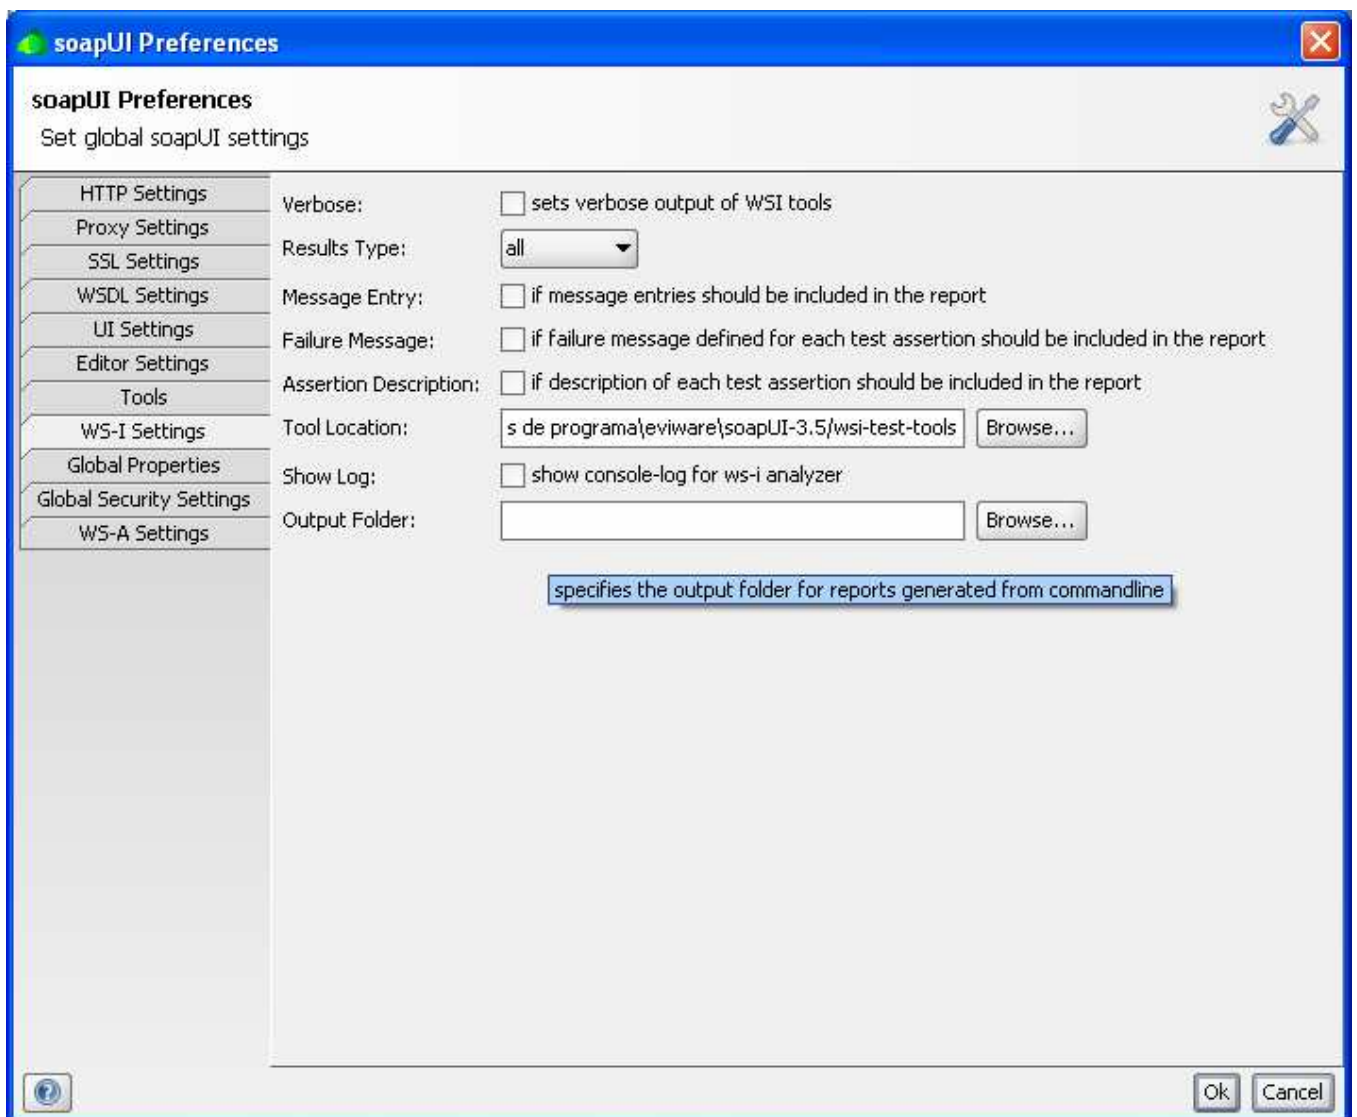 soapUI Preferences
soapUI Preferences
Set global soapUI settings
HTTP Settings
Proxy Settings
SSL Settings
WSDL Settings
UI Settings
Editor Settings
Tools
WS-I Settings
Global Properties
Global Security Settings
WS-A Settings
Verbose: sets verbose output of WSI tools
Results Type: all
Message Entry: if message entries should be included in the report
Failure Message: if failure message defined for each test assertion should be included in the report
Assertion Description: if description of each test assertion should be included in the report
Tool Location: s de programa\eviware\soapUI-3.5/wsi-test-tools Browse...
Show Log: show console-log for ws-i analyzer
Output Folder: Browse...
specifies the output folder for reports generated from commandline
Ok Cancel